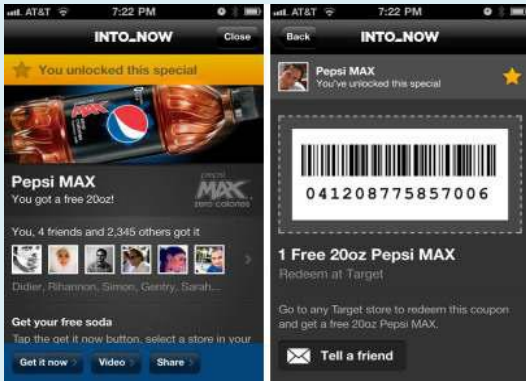 AT&T 7:22 PM
INTO_NOW
Close
You unlocked this special
MAX
Pepsi MAX
You got a free 20oz!
pepsi
MAX
zero calories
You, 4 friends and 2,345 others got it
Didier, Rihannon, Simon, Gentry, Sarah...
Get your free soda
Tap the get it now button, select a store in your
Get it now
Video
Share
AT&T 7:22 PM
Back
INTO_NOW
Pepsi MAX
You've unlocked this special
041208775857006
1 Free 20oz Pepsi MAX
Redeem at Target
Go to any Target store to redeem this coupon
and get a free 20oz Pepsi MAX.
Tell a friend